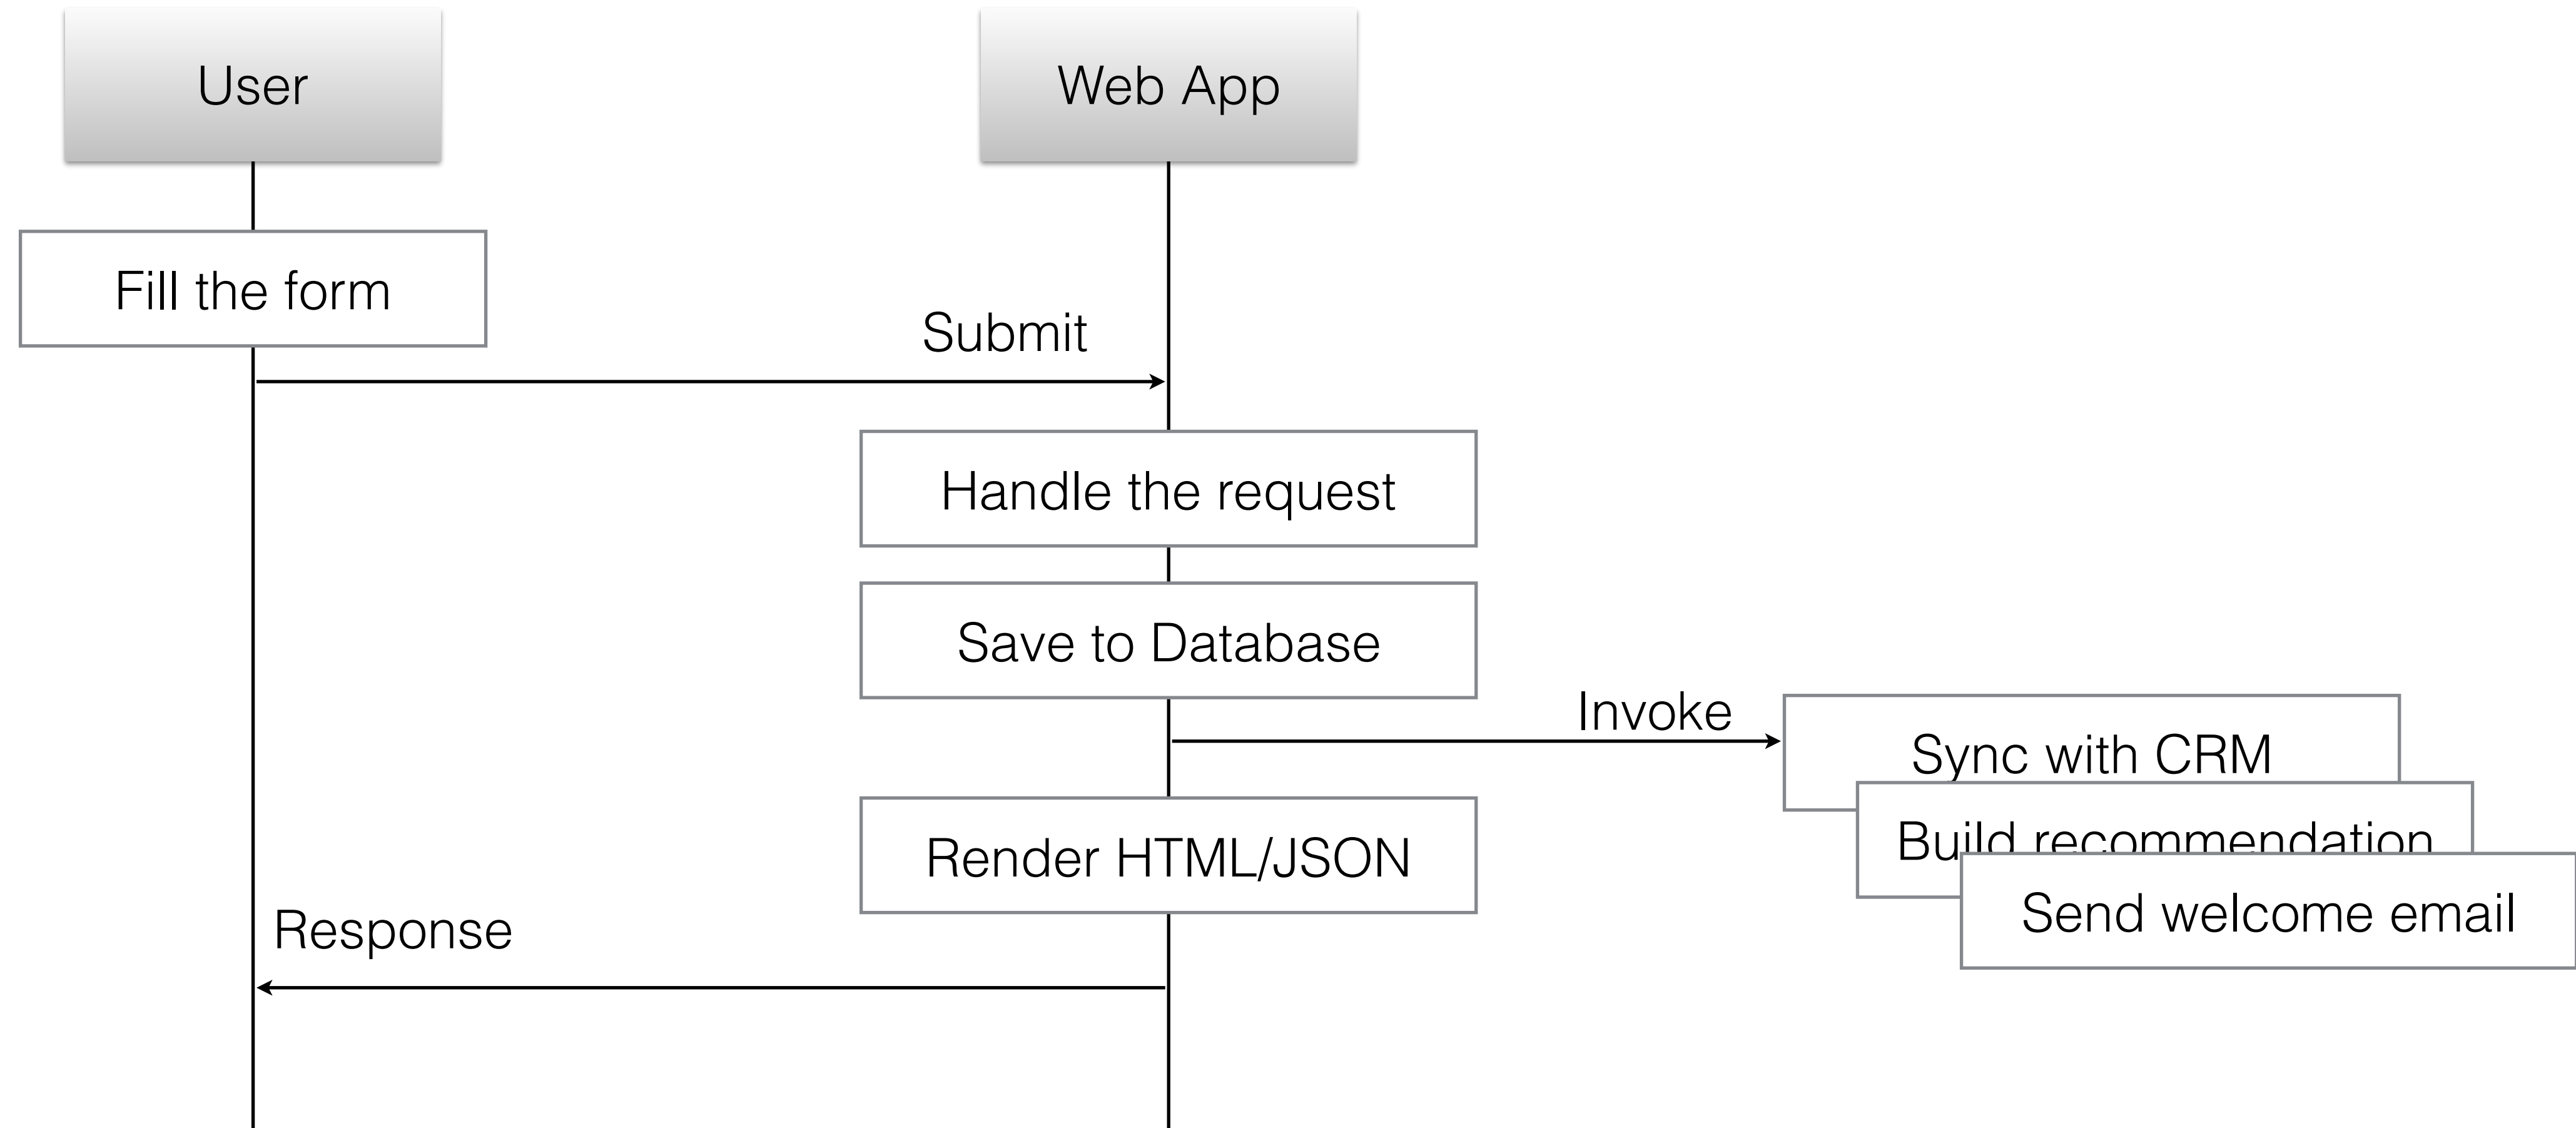 User
Web App
Fill the form
Submit
Handle the request
Save to Database
Invoke
Sync with CRM
Build recommendation
Render HTML/JSON
Send welcome email
Response